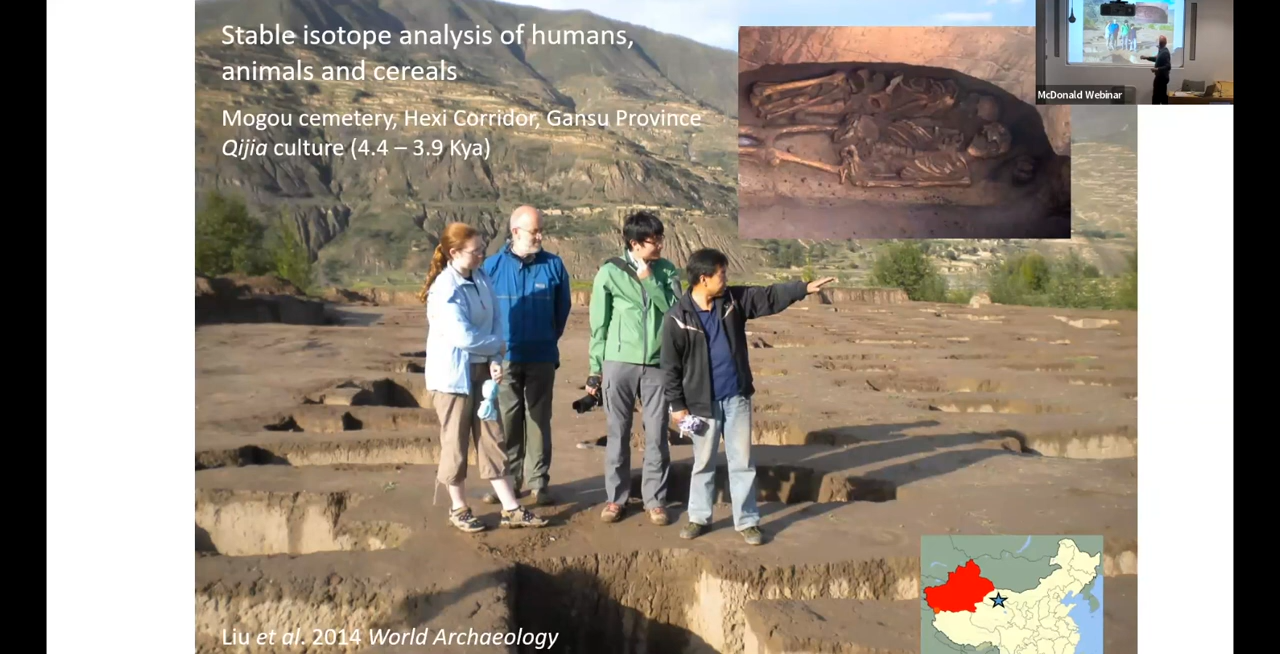 Stable isotope analysis of humans,
animals and cereals
Mogou cemetery, Hexi Corridor, Gansu Province
Qijia culture (4.4 – 3.9 Kya)
McDonald Webinar
Liu et al. 2014 World Archaeology